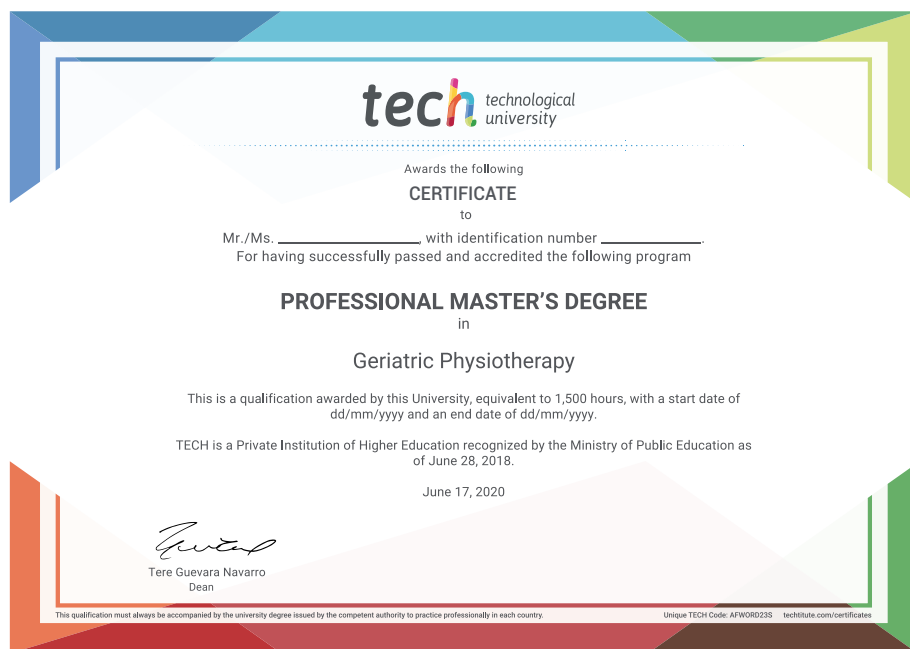 tech technological
university
Awards the following
CERTIFICATE
to
Mr./Ms. ____________________, with identification number ______________.
For having successfully passed and accredited the following program
PROFESSIONAL MASTER'S DEGREE
in
Geriatric Physiotherapy
This is a qualification awarded by this University, equivalent to 1,500 hours, with a start date of
dd/mm/yyyy and an end date of dd/mm/yyyy.
TECH is a Private Institution of Higher Education recognized by the Ministry of Public Education as
of June 28, 2018.
June 17, 2020
Tere Guevara Navarro
Dean
This qualification must always be accompanied by the university degree issued by the competent authority to practice professionally in each country.
Unique TECH Code: AFWORD23S techtitute.com/certificates